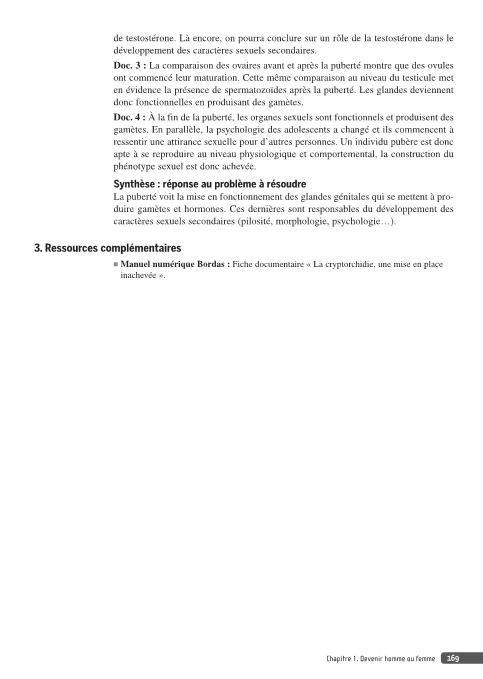 de testostérone. Là encore, on pourra conclure sur un rôle de la testostérone dans le
développement des caractères sexuels secondaires.
Doc. 3 : La comparaison des ovaires avant et après la puberté montre que des ovules
ont commencé leur maturation. Cette même comparaison au niveau du testicule met
en évidence la présence de spermatozoïdes après la puberté. Les glandes deviennent
donc fonctionnelles en produisant des gamètes.
Doc. 4 : À la fin de la puberté, les organes sexuels sont fonctionnels et produisent des
gamètes. En parallèle, la psychologie des adolescents a changé et ils commencent à
ressentir une attirance sexuelle pour d'autres personnes. Un individu pubère est donc
apte à se reproduire au niveau physiologique et comportemental, la construction du
phénotype sexuel est donc achevée.
Synthèse : réponse au problème à résoudre
La puberté voit la mise en fonctionnement des glandes génitales qui se mettent à pro-
duire gamètes et hormones. Ces dernières sont responsables du développement des
caractères sexuels secondaires (pilosité, morphologie, psychologie…).
3. Ressources complémentaires
■ Manuel numérique Bordas : Fiche documentaire « La cryptorchidie, une mise en place
inachevée ».
Chapitre 1. Devenir homme ou femme 169